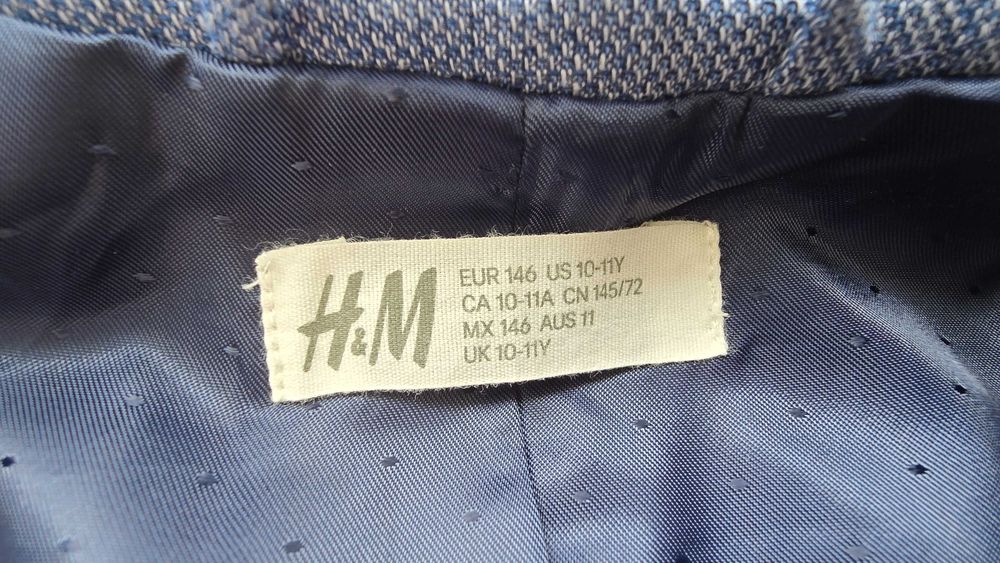 H&M
EUR 146 US 10-11Y
CA 10-11A CN 145/72
MX 146 AUS 11
UK 10-11Y